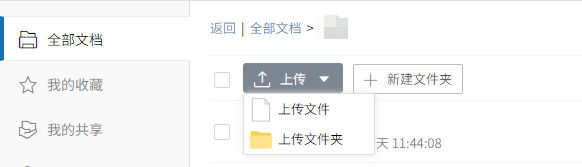 全部文档
我的收藏
我的共享
返回 | 全部文档 >
上传 新建文件夹
上传文件
上传文件夹
天 11:44:08